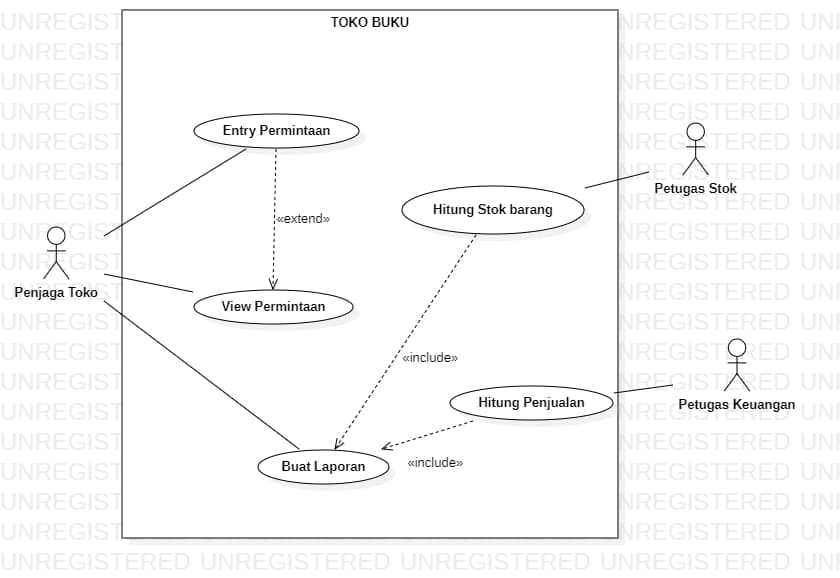 TOKO BUKU
Entry Permintaan
Petugas Stok
Hitung Stok barang
«extend»
Penjaga Toko
View Permintaan
«include»
Hitung Penjualan
Petugas Keuangan
«include»
Buat Laporan
UNREGISTERED UNREGISTERED UNREGISTERED UNREGISTERED UN